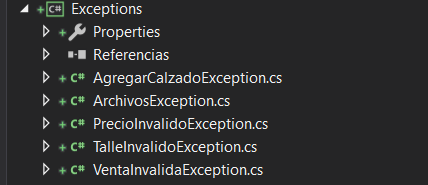 C# Exceptions
Properties
Referencias
C# AgregarCalzadoException.cs
C# ArchivosException.cs
C# PrecioInvalidoException.cs
C# TalleInvalidoException.cs
C# VentaInvalidaException.cs